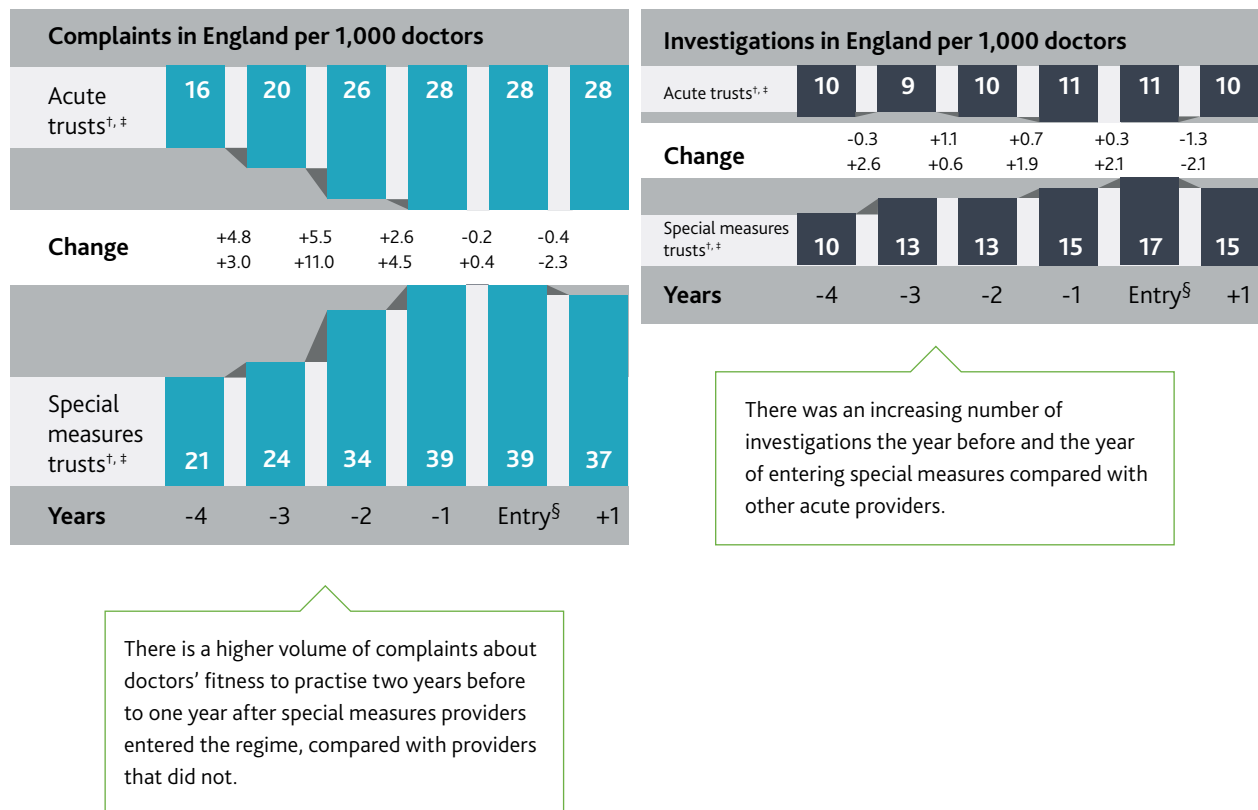 Complaints in England per 1,000 doctors
Acute
trusts†, ‡
16 20 26 28 28 28
Change
+4.8 +5.5 +2.6 -0.2 -0.4
+3.0 +11.0 +4.5 +0.4 -2.3
Special
measures
trusts†, ‡
21 24 34 39 39 37
Years -4 -3 -2 -1 Entry§ +1
There is a higher volume of complaints about
doctors’ fitness to practise two years before
to one year after special measures providers
entered the regime, compared with providers
that did not.
Investigations in England per 1,000 doctors
Acute trusts†, ‡ 10 9 10 11 11 10
Change
-0.3 +1.1 +0.7 +0.3 -1.3
+2.6 +0.6 +1.9 +2.1 -2.1
Special measures
trusts†, ‡
10 13 13 15 17 15
Years -4 -3 -2 -1 Entry§ +1
There was an increasing number of
investigations the year before and the year
of entering special measures compared with
other acute providers.